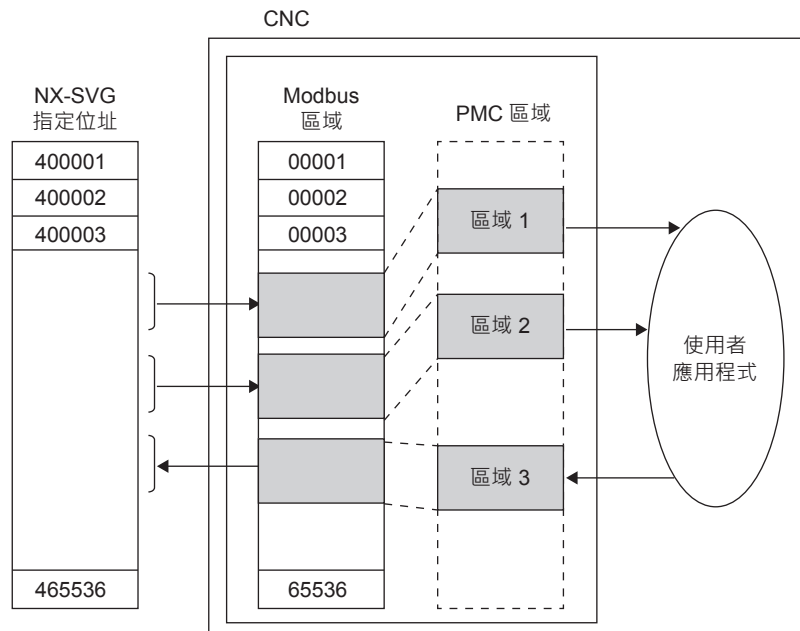 CNC
NX-SVG
指定位址
400001
400002
400003
465536
Modbus
區域
00001
00002
00003
65536
PMC 區域
區域 1
區域 2
區域 3
使用者
應用程式